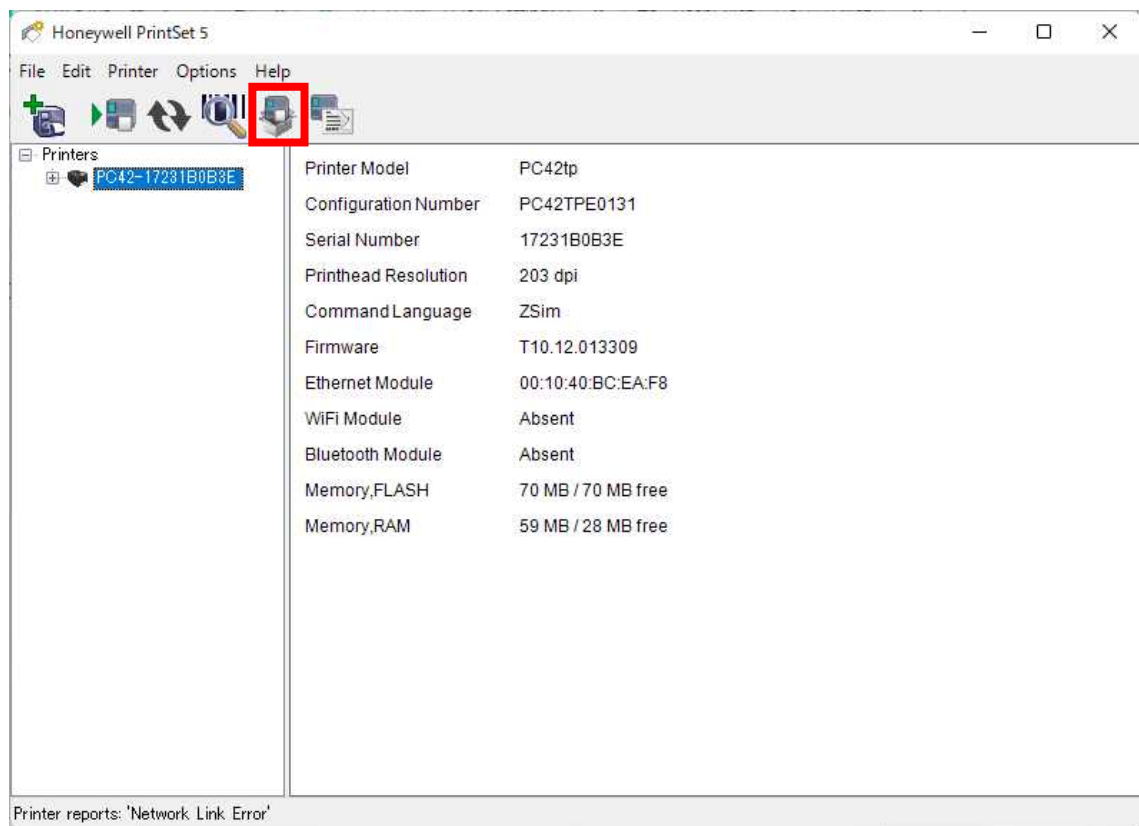 Honeywell PrintSet 5
File Edit Printer Options Help
Printers
PC42-17231B0B3E
Printer Model PC42tp
Configuration Number PC42TPE0131
Serial Number 17231B0B3E
Printhead Resolution 203 dpi
Command Language ZSim
Firmware T10.12.013309
Ethernet Module 00:10:40:BC:EA:F8
WiFi Module Absent
Bluetooth Module Absent
Memory,FLASH 70 MB / 70 MB free
Memory,RAM 59 MB / 28 MB free
Printer reports: 'Network Link Error'